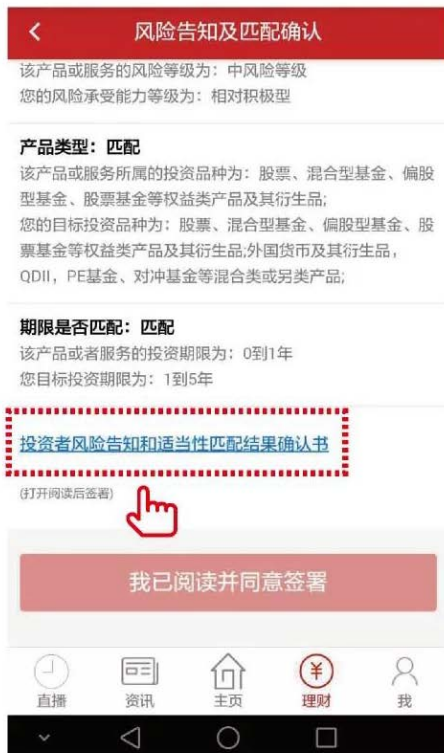 风险告知及匹配确认
该产品或服务的风险等级为：中风险等级
您的风险承受能力等级为：相对积极型
产品类型：匹配
该产品或服务所属的投资品种为：股票、混合型基金、偏股
型基金、股票基金等权益类产品及其衍生品;
您的目标投资品种为：股票、混合型基金、偏股型基金、股
票基金等权益类产品及其衍生品;外国货币及其衍生品，
QDII，PE基金、对冲基金等混合类或另类产品;
期限是否匹配：匹配
该产品或者服务的投资期限为：0到1年
您目标投资期限为：1到5年
投资者风险告知和适当性匹配结果确认书
(打开阅读后签署)
我已阅读并同意签署
直播
资讯
主页
理财
我